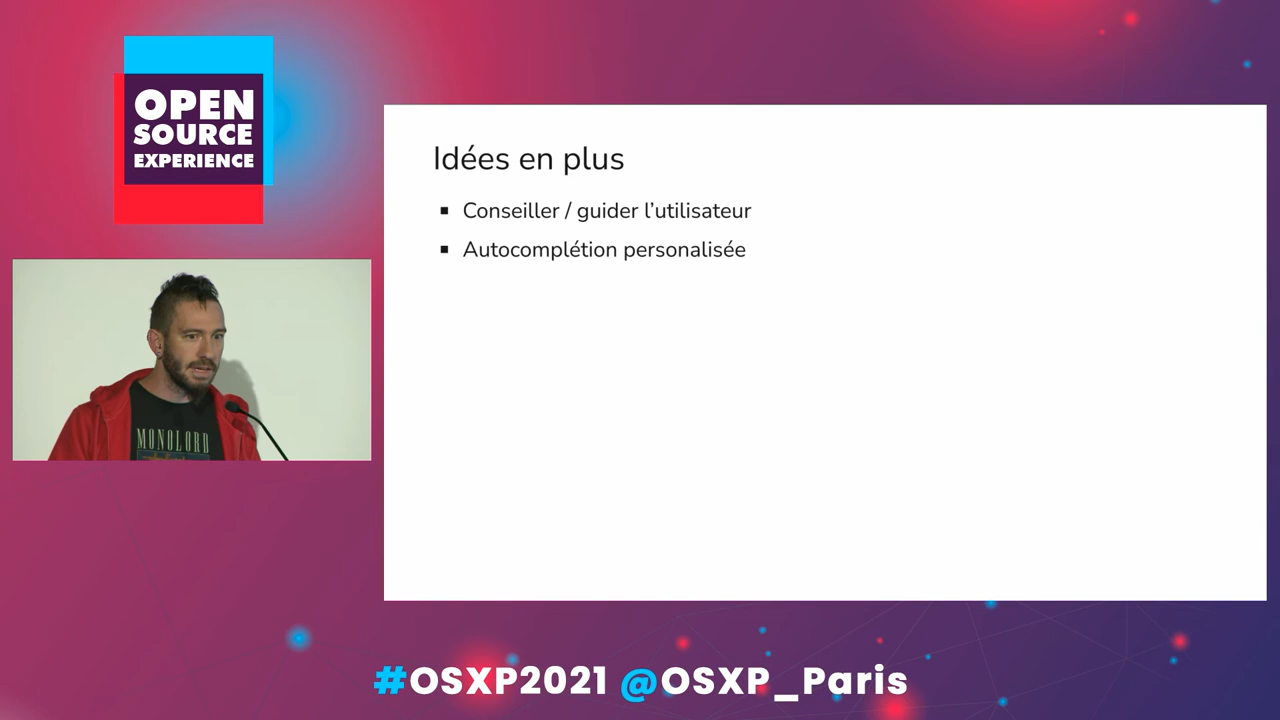 OPEN
SOURCE
EXPERIENCE
Idées en plus
Conseiller / guider l’utilisateur
Autocomplétion personalisée
MONOLORD
#OSXP2021 @OSXP_Paris